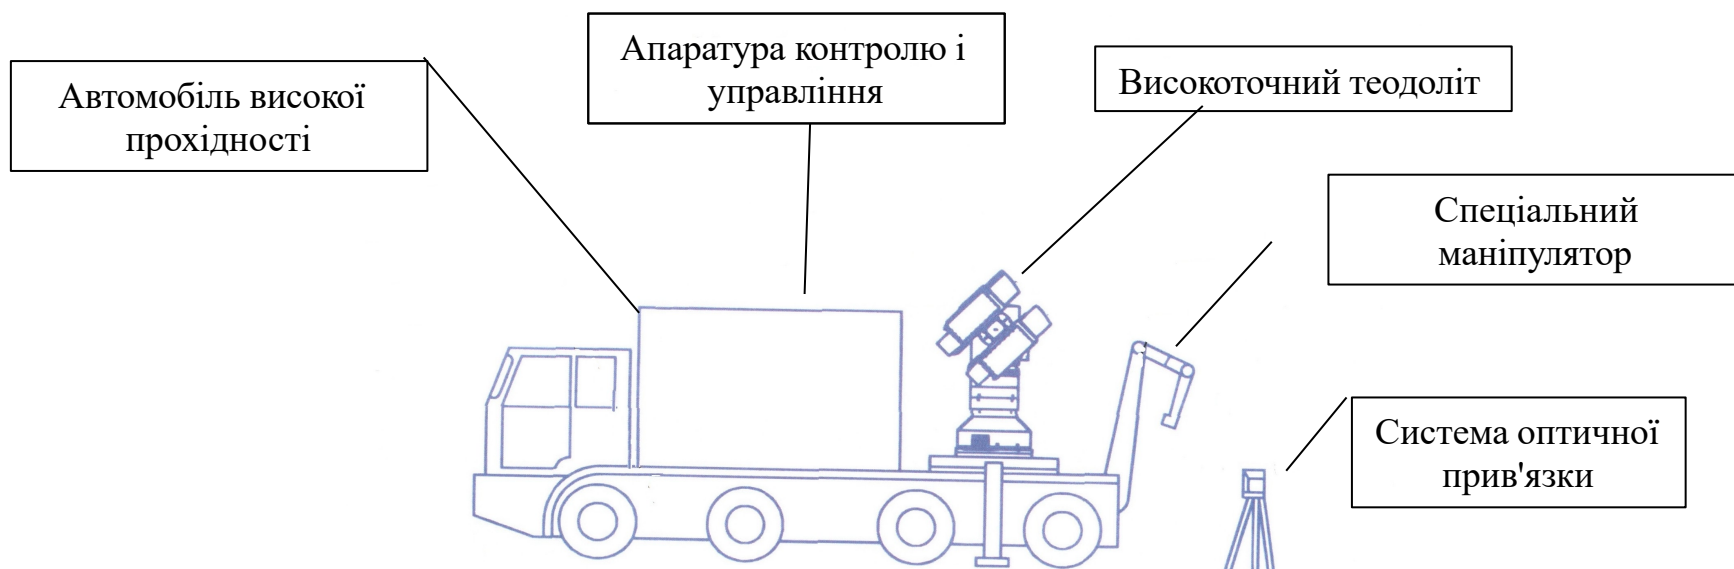 Автомобіль високої
прохідності
Апаратура контролю і
управління
Високоточний теодоліт
Спеціальний
маніпулятор
Система оптичної
прив'язки